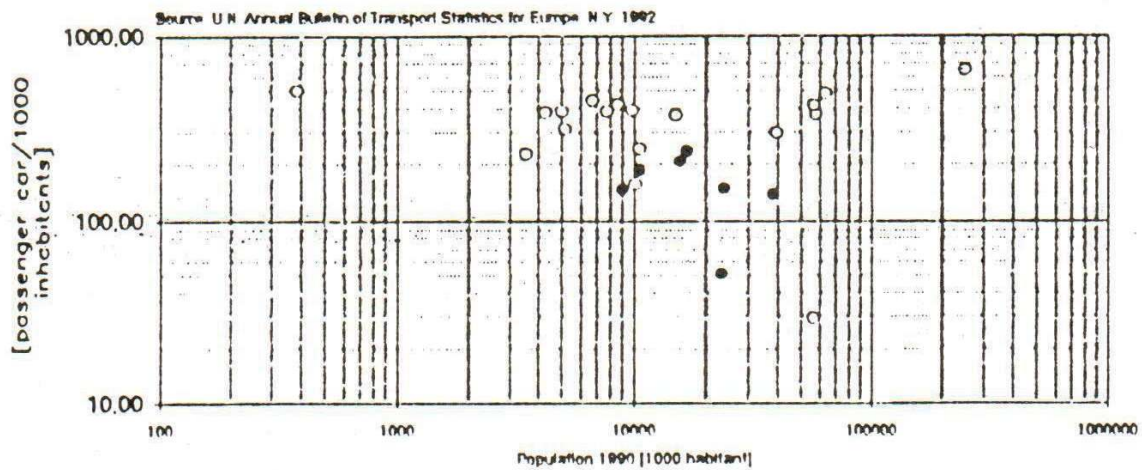 Source U.N. Annual Bulletin of Transport Statistics for Europe N.Y. 1992
1000.00
100.00
10.00
[passenger car/1000
inhabitants]
100
1000
10000
100000
1000000
Population 1990 [1000 habitant]